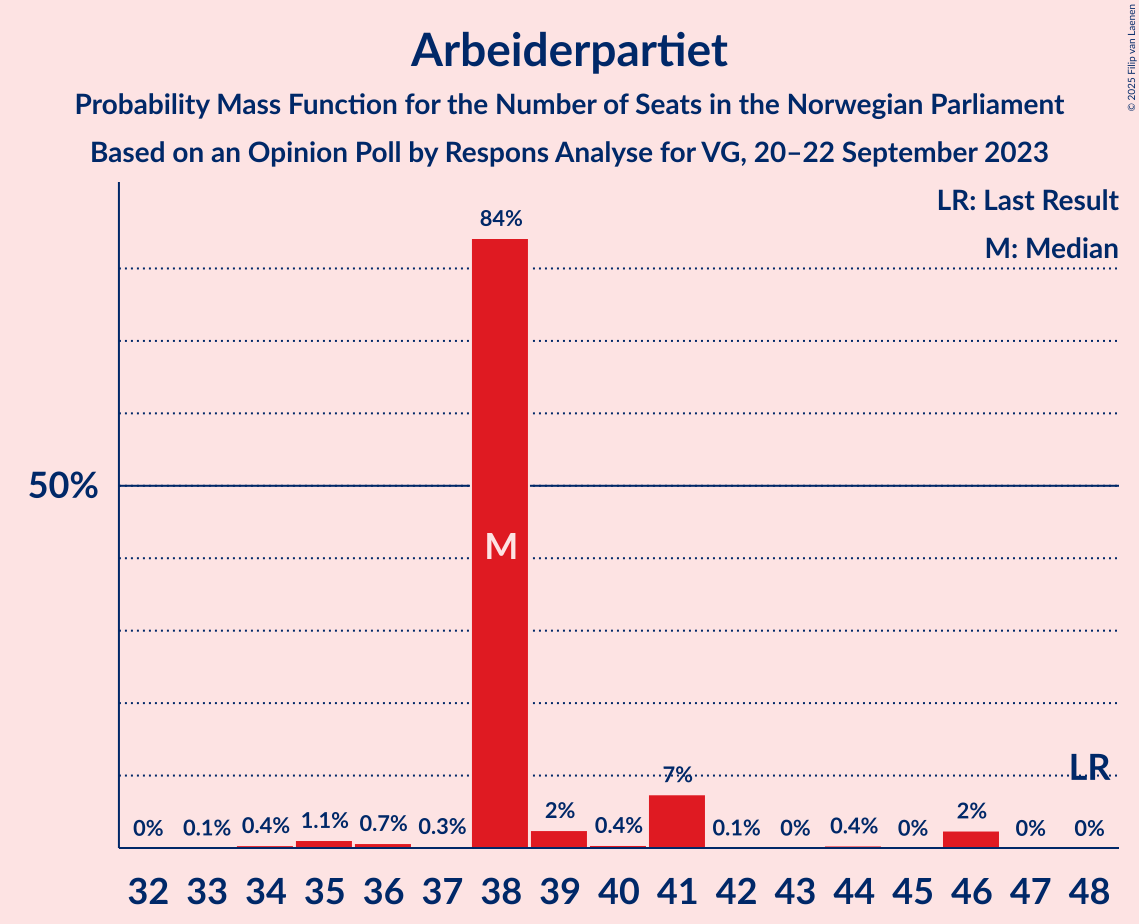 Arbeiderpartiet
Probability Mass Function for the Number of Seats in the Norwegian Parliament
Based on an Opinion Poll by Respons Analyse for VG, 20–22 September 2023
© 2025 Filip van Laenen
LR: Last Result
M: Median
84%
50%
M
LR
0% 0.1% 0.4% 1.1% 0.7% 0.3% 2% 0.4% 7% 0.1% 0% 0.4% 0% 2% 0% 0%
32 33 34 35 36 37 38 39 40 41 42 43 44 45 46 47 48